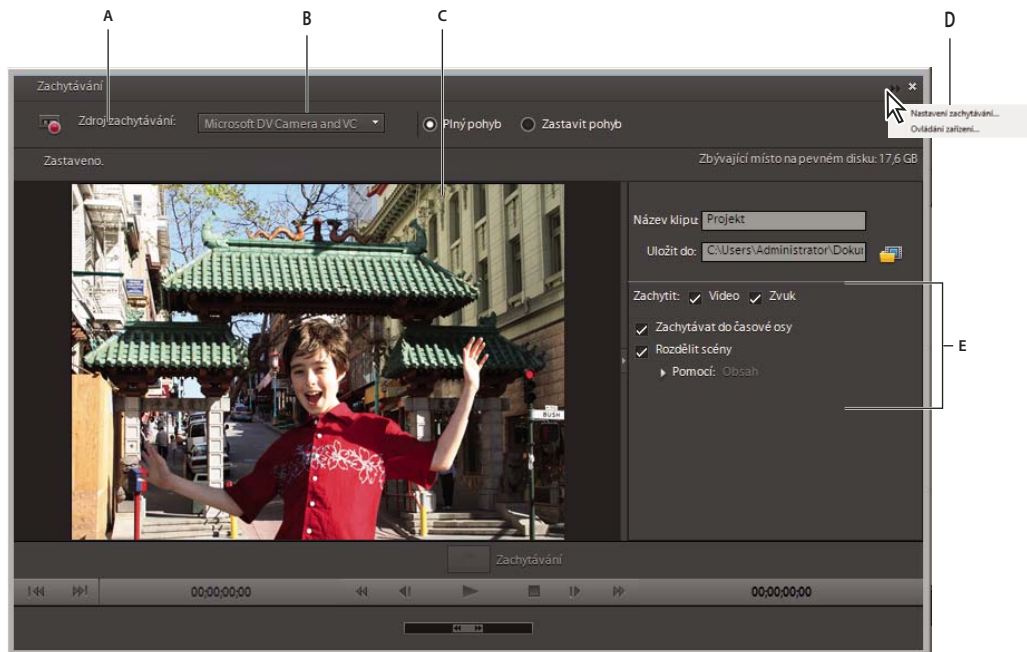 A B C D
Zachytávání
Zdroj zachytávání: Microsoft DV Camera and VC Plný pohyb Zastavit pohyb
Nastavení zachytávání...
Ovládání zařízení...
Zastaveno. Zbývající místo na pevném disku: 17,6 GB
Název klipu: Projekt
Uložit do: C:\Users\Administrator\Dokur
Zachytit: Video Zvuk
Zachytávat do časové osy
Rozdělit scény
E
Pomocí: Obsah
BUSH
Zachytávání
00;00;00;00 00;00;00;00